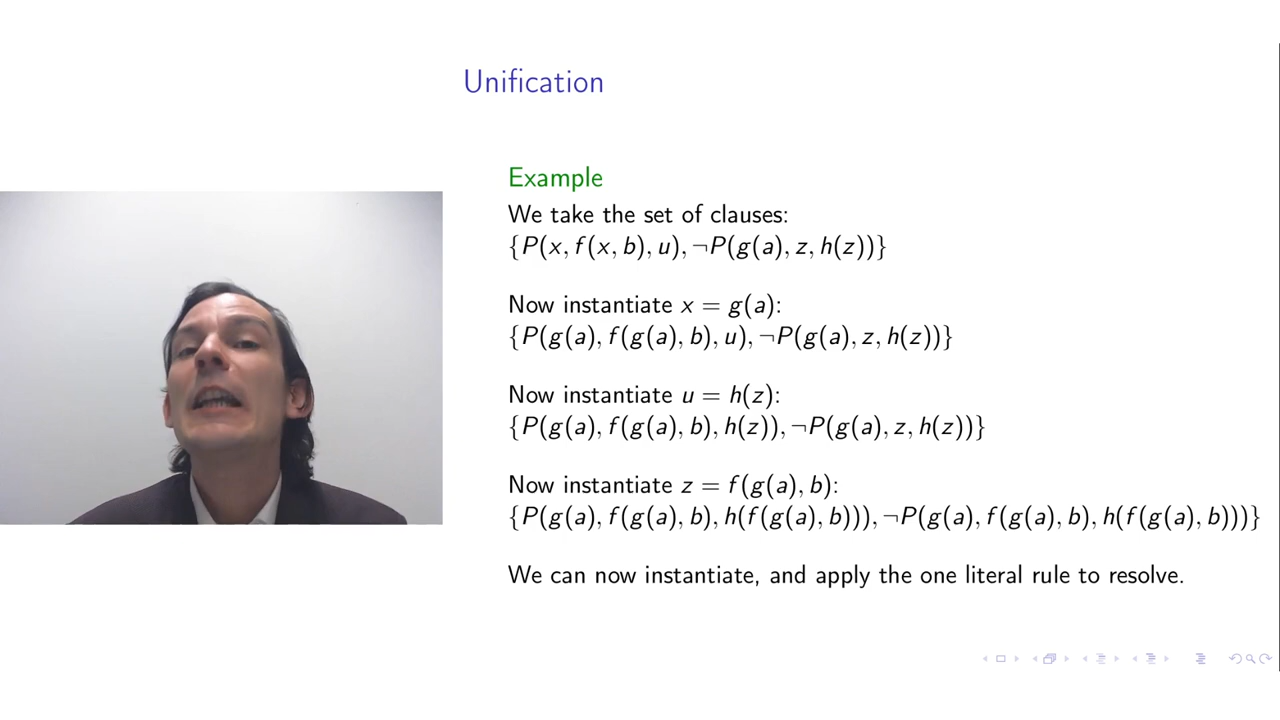 Unification
Example
We take the set of clauses:
{P(x, f(x, b), u), ¬P(g(a), z, h(z))}
Now instantiate x = g(a):
{P(g(a), f(g(a), b), u), ¬P(g(a), z, h(z))}
Now instantiate u = h(z):
{P(g(a), f(g(a), b), h(z)), ¬P(g(a), z, h(z))}
Now instantiate z = f(g(a), b):
{P(g(a), f(g(a), b), h(f(g(a), b))), ¬P(g(a), f(g(a), b), h(f(g(a), b)))}
We can now instantiate, and apply the one literal rule to resolve.